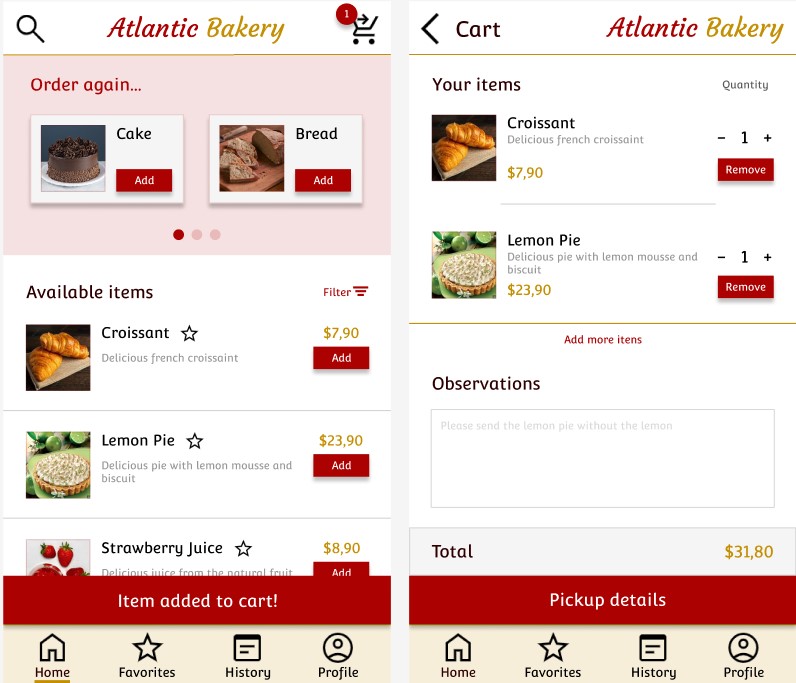 1
Atlantic Bakery
Order again...
Cake
Add
Bread
Add
Available items
Filter
Croissant
$7,90
Delicious french croissaint
Add
Lemon Pie
$23,90
Delicious pie with lemon mousse and
biscuit
Add
Strawberry Juice
$8,90
Delicious juice from the natural fruit
Add
Item added to cart!
Home
Favorites
History
Profile
Cart
Atlantic Bakery
Your items
Quantity
Croissant
Delicious french croissaint
$7,90
− 1 +
Remove
Lemon Pie
Delicious pie with lemon mousse and
biscuit
$23,90
− 1 +
Remove
Add more itens
Observations
Please send the lemon pie without the lemon
Total
$31,80
Pickup details
Home
Favorites
History
Profile